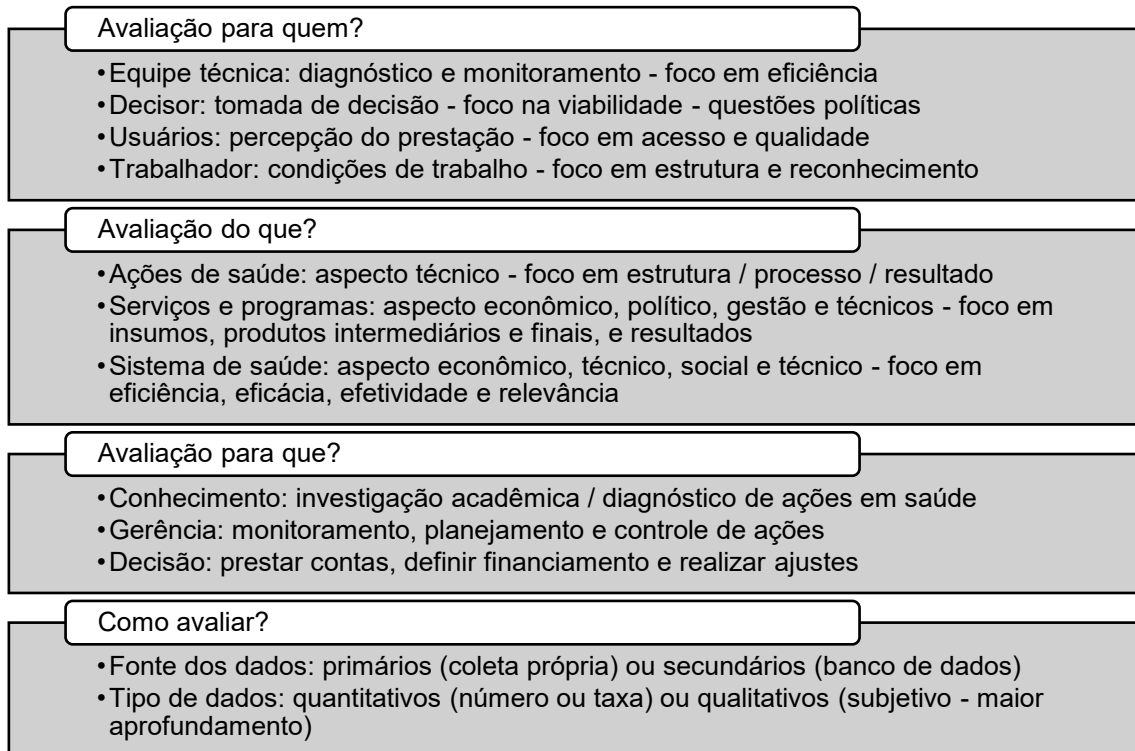 Avaliação para quem?
•Equipe técnica: diagnóstico e monitoramento - foco em eficiência
•Decisor: tomada de decisão - foco na viabilidade - questões políticas
•Usuários: percepção do prestação - foco em acesso e qualidade
•Trabalhador: condições de trabalho - foco em estrutura e reconhecimento
Avaliação do que?
•Ações de saúde: aspecto técnico - foco em estrutura / processo / resultado
•Serviços e programas: aspecto econômico, político, gestão e técnicos - foco em
insumos, produtos intermediários e finais, e resultados
•Sistema de saúde: aspecto econômico, técnico, social e técnico - foco em
eficiência, eficácia, efetividade e relevância
Avaliação para que?
•Conhecimento: investigação acadêmica / diagnóstico de ações em saúde
•Gerência: monitoramento, planejamento e controle de ações
•Decisão: prestar contas, definir financiamento e realizar ajustes
Como avaliar?
•Fonte dos dados: primários (coleta própria) ou secundários (banco de dados)
•Tipo de dados: quantitativos (número ou taxa) ou qualitativos (subjetivo - maior
aprofundamento)